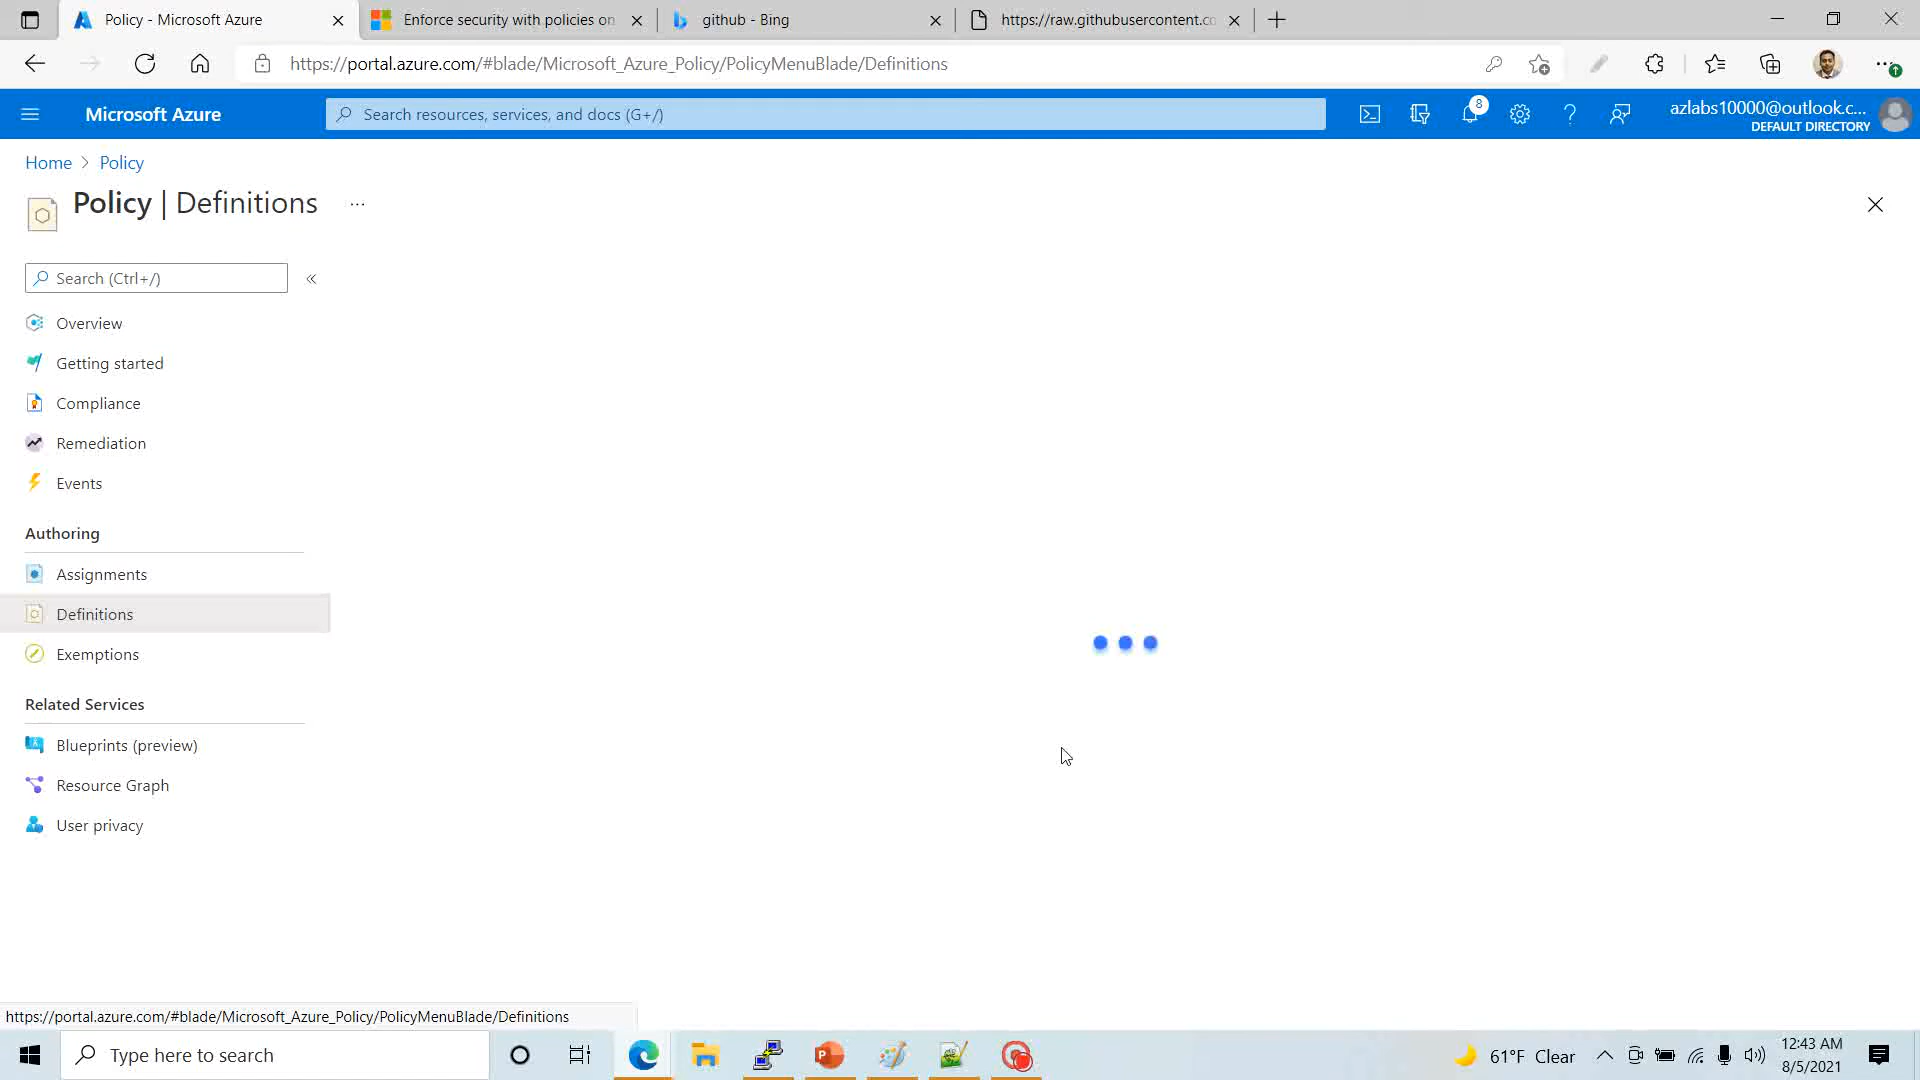 Policy - Microsoft Azure
Enforce security with policies on
github - Bing
https://raw.githubusercontent.co
https://portal.azure.com/#blade/Microsoft_Azure_Policy/PolicyMenuBlade/Definitions
Microsoft Azure
Search resources, services, and docs (G+/)
8
azlabs10000@outlook.c...
DEFAULT DIRECTORY
Home > Policy
Policy | Definitions ...
Search (Ctrl+/) «
Overview
Getting started
Compliance
Remediation
Events
Authoring
Assignments
Definitions
Exemptions
Related Services
Blueprints (preview)
Resource Graph
User privacy
https://portal.azure.com/#blade/Microsoft_Azure_Policy/PolicyMenuBlade/Definitions
Type here to search
61°F Clear
12:43 AM
8/5/2021